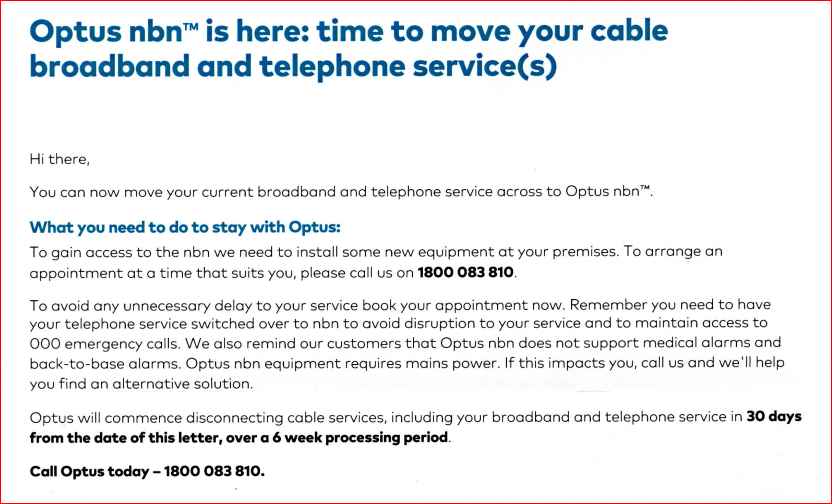 Optus nbn™ is here: time to move your cable
broadband and telephone service(s)
Hi there,
You can now move your current broadband and telephone service across to Optus nbn™.
What you need to do to stay with Optus:
To gain access to the nbn we need to install some new equipment at your premises. To arrange an
appointment at a time that suits you, please call us on 1800 083 810.
To avoid any unnecessary delay to your service book your appointment now. Remember you need to have
your telephone service switched over to nbn to avoid disruption to your service and to maintain access to
000 emergency calls. We also remind our customers that Optus nbn does not support medical alarms and
back-to-base alarms. Optus nbn equipment requires mains power. If this impacts you, call us and we'll help
you find an alternative solution.
Optus will commence disconnecting cable services, including your broadband and telephone service in 30 days
from the date of this letter, over a 6 week processing period.
Call Optus today – 1800 083 810.